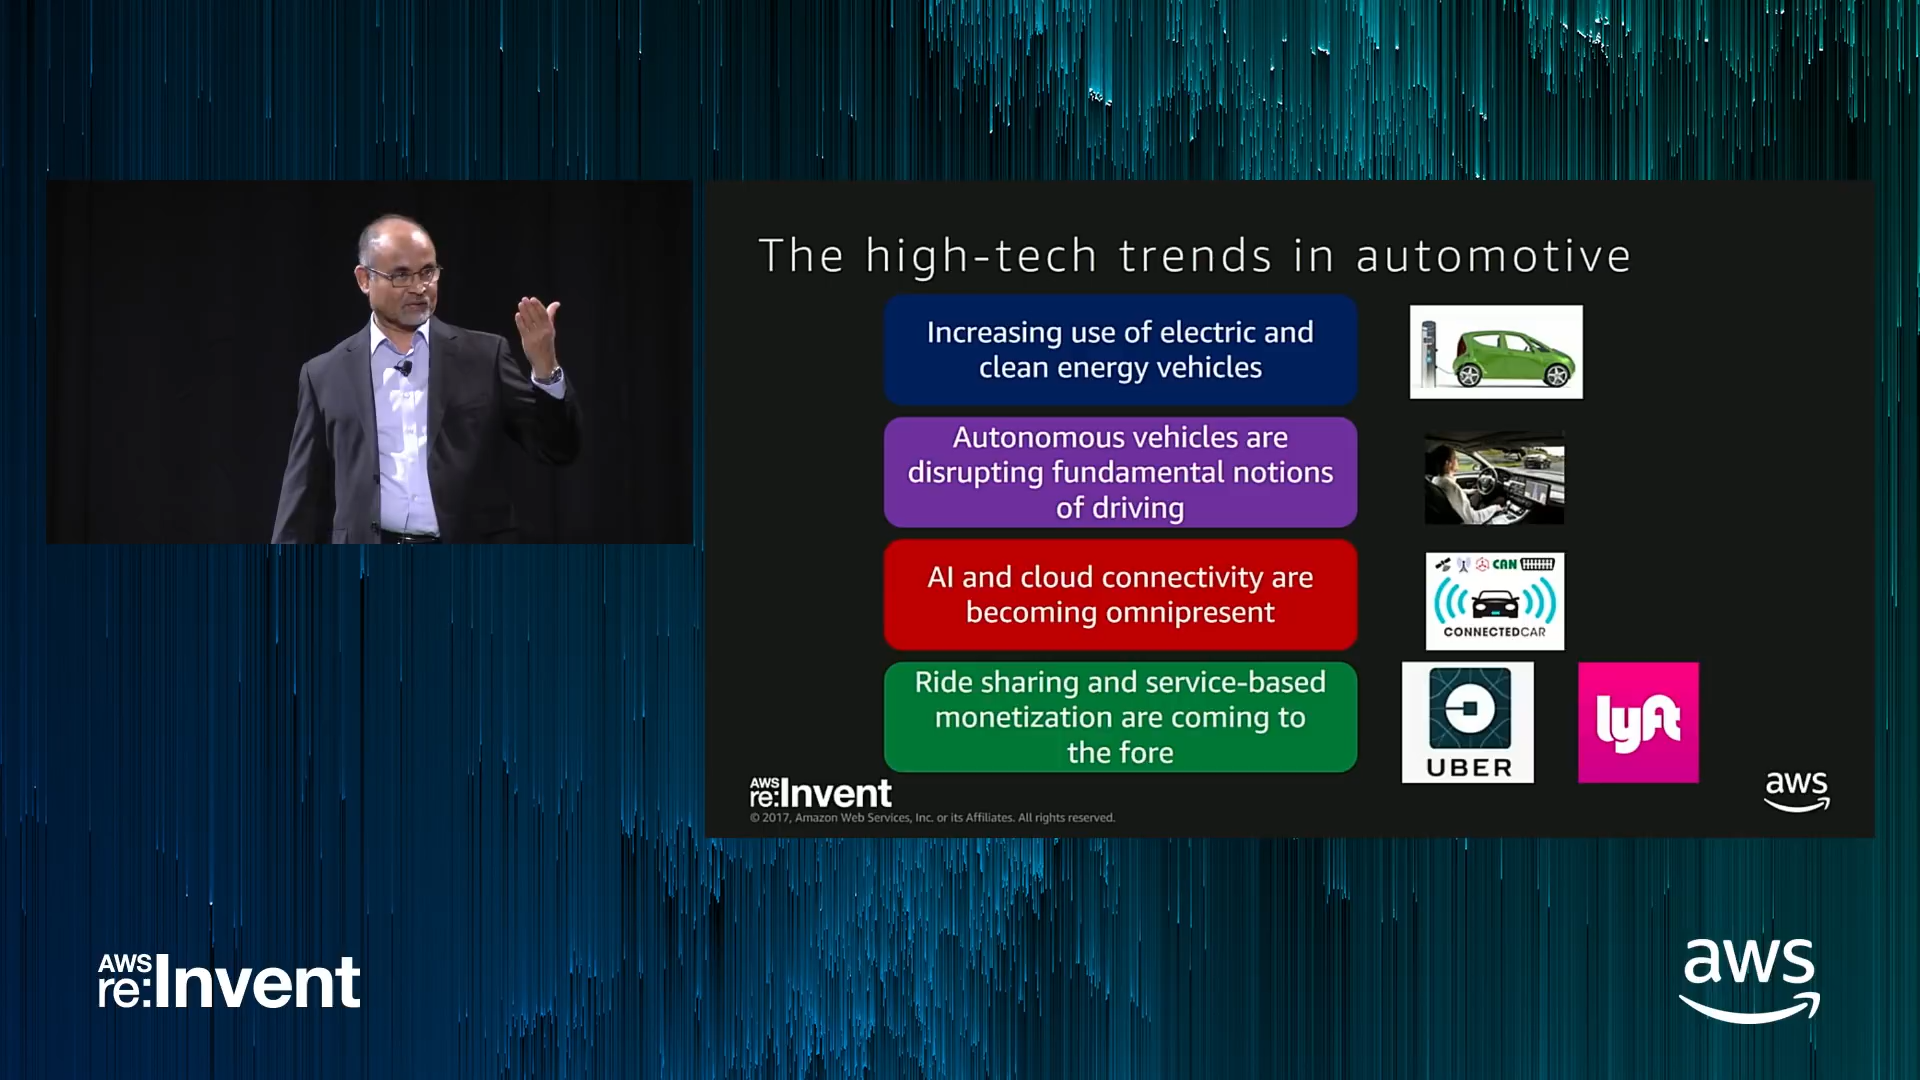 The high-tech trends in automotive
Increasing use of electric and
clean energy vehicles
Autonomous vehicles are
disrupting fundamental notions
of driving
AI and cloud connectivity are
becoming omnipresent
CAN
CONNECTEDCAR
Ride sharing and service-based
monetization are coming to
the fore
UBER
lyft
AWS
re:Invent
© 2017, Amazon Web Services, Inc. or its Affiliates. All rights reserved.
aws
AWS
re:Invent
aws